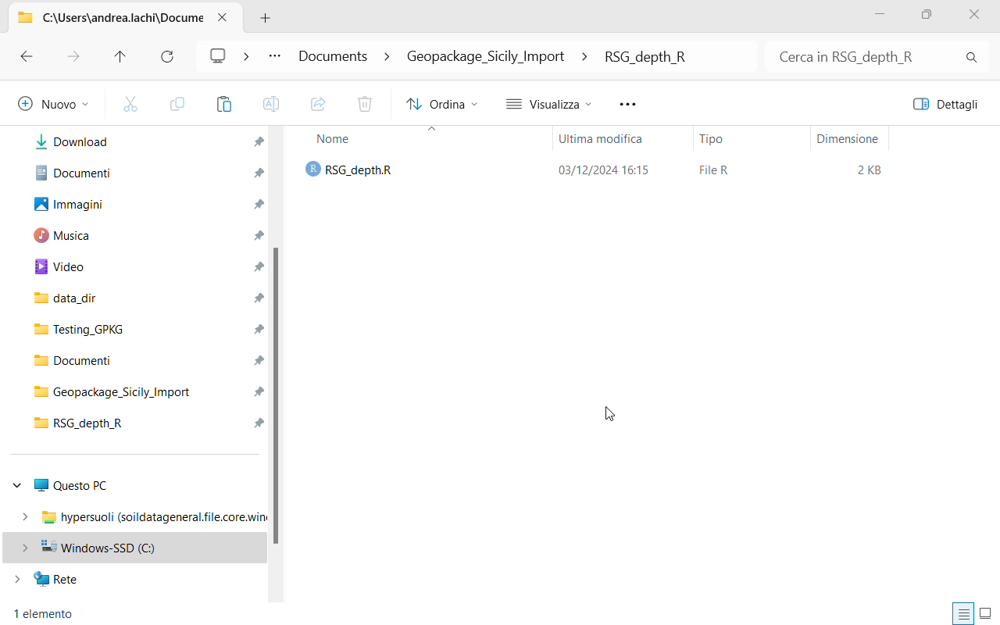 C:\Users\andrea.lachi\Docume
Documents
Geopackage_Sicily_Import
RSG_depth_R
Cerca in RSG_depth_R
Nuovo
Ordina
Visualizza
Dettagli
Download
Documenti
Immagini
Musica
Video
data_dir
Testing_GPKG
Documenti
Geopackage_Sicily_Import
RSG_depth_R
Questo PC
hypersuoli (soildatageneral.file.core.win
Windows-SSD (C:)
Rete
Nome Ultima modifica Tipo Dimensione
R RSG_depth.R 03/12/2024 16:15 File R 2 KB
1 elemento